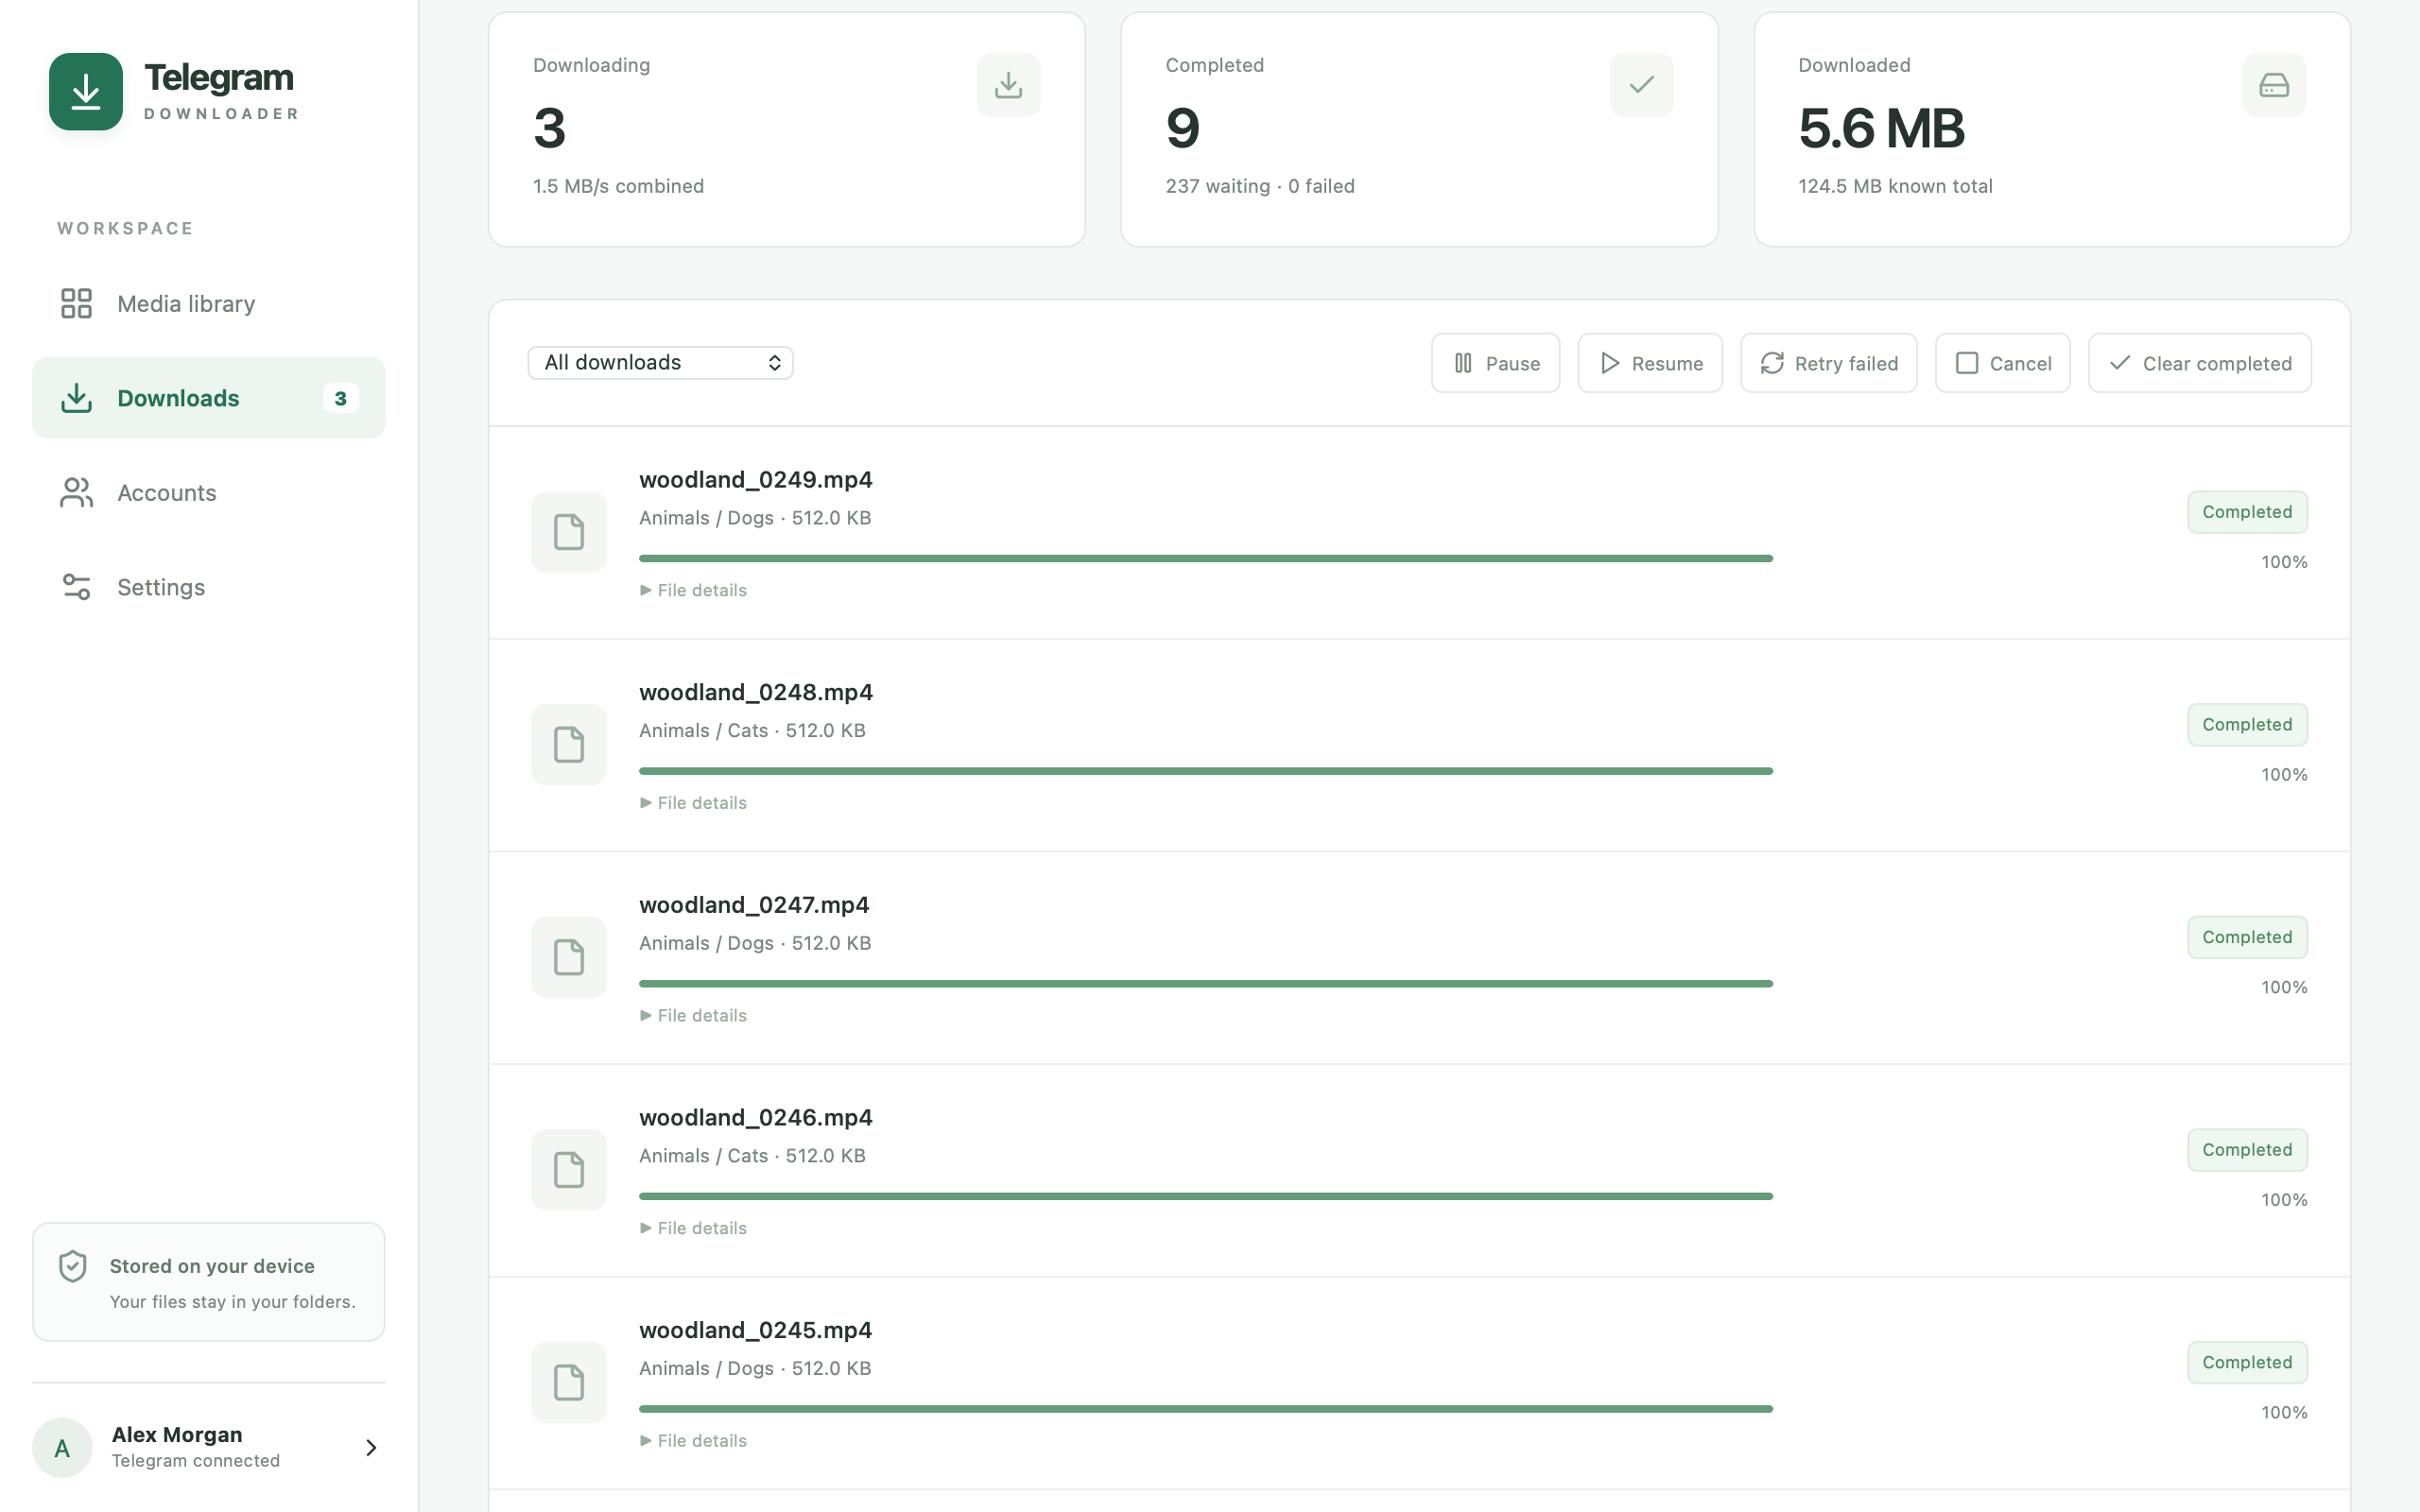 Telegram
DOWNLOADER
WORKSPACE
Media library
Downloads 3
Accounts
Settings
Stored on your device
Your files stay in your folders.
A
Alex Morgan
Telegram connected
Downloading
3
1.5 MB/s combined
Completed
9
237 waiting · 0 failed
Downloaded
5.6 MB
124.5 MB known total
All downloads
Pause
Resume
Retry failed
Cancel
Clear completed
woodland_0249.mp4
Animals / Dogs · 512.0 KB
File details
Completed
100%
woodland_0248.mp4
Animals / Cats · 512.0 KB
File details
Completed
100%
woodland_0247.mp4
Animals / Dogs · 512.0 KB
File details
Completed
100%
woodland_0246.mp4
Animals / Cats · 512.0 KB
File details
Completed
100%
woodland_0245.mp4
Animals / Dogs · 512.0 KB
File details
Completed
100%